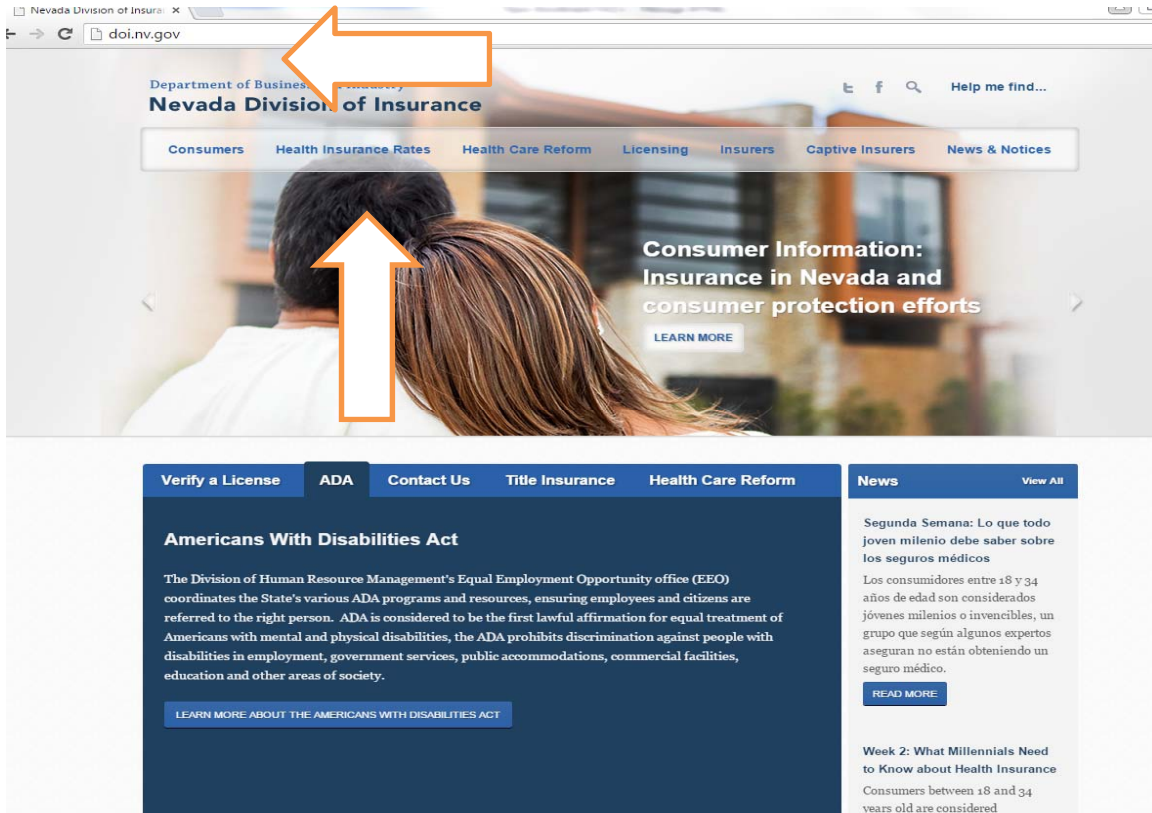 Nevada Division of Insura
doi.nv.gov
Department of Busines
Nevada Division of Insurance
Help me find...
Consumers Health Insurance Rates Health Care Reform Licensing Insurers Captive Insurers News & Notices
Consumer Information:
Insurance in Nevada and
consumer protection efforts
LEARN MORE
Verify a License ADA Contact Us Title Insurance Health Care Reform
Americans With Disabilities Act
The Division of Human Resource Management's Equal Employment Opportunity office (EEO)
coordinates the State's various ADA programs and resources, ensuring employees and citizens are
referred to the right person. ADA is considered to be the first lawful affirmation for equal treatment of
Americans with mental and physical disabilities, the ADA prohibits discrimination against people with
disabilities in employment, government services, public accommodations, commercial facilities,
education and other areas of society.
LEARN MORE ABOUT THE AMERICANS WITH DISABILITIES ACT
News View All
Segunda Semana: Lo que todo
joven milenio debe saber sobre
los seguros médicos
Los consumidores entre 18 y 34
años de edad son considerados
jóvenes milenios o invencibles, un
grupo que según algunos expertos
aseguran no están obteniendo un
seguro médico.
READ MORE
Week 2: What Millennials Need
to Know about Health Insurance
Consumers between 18 and 34
years old are considered